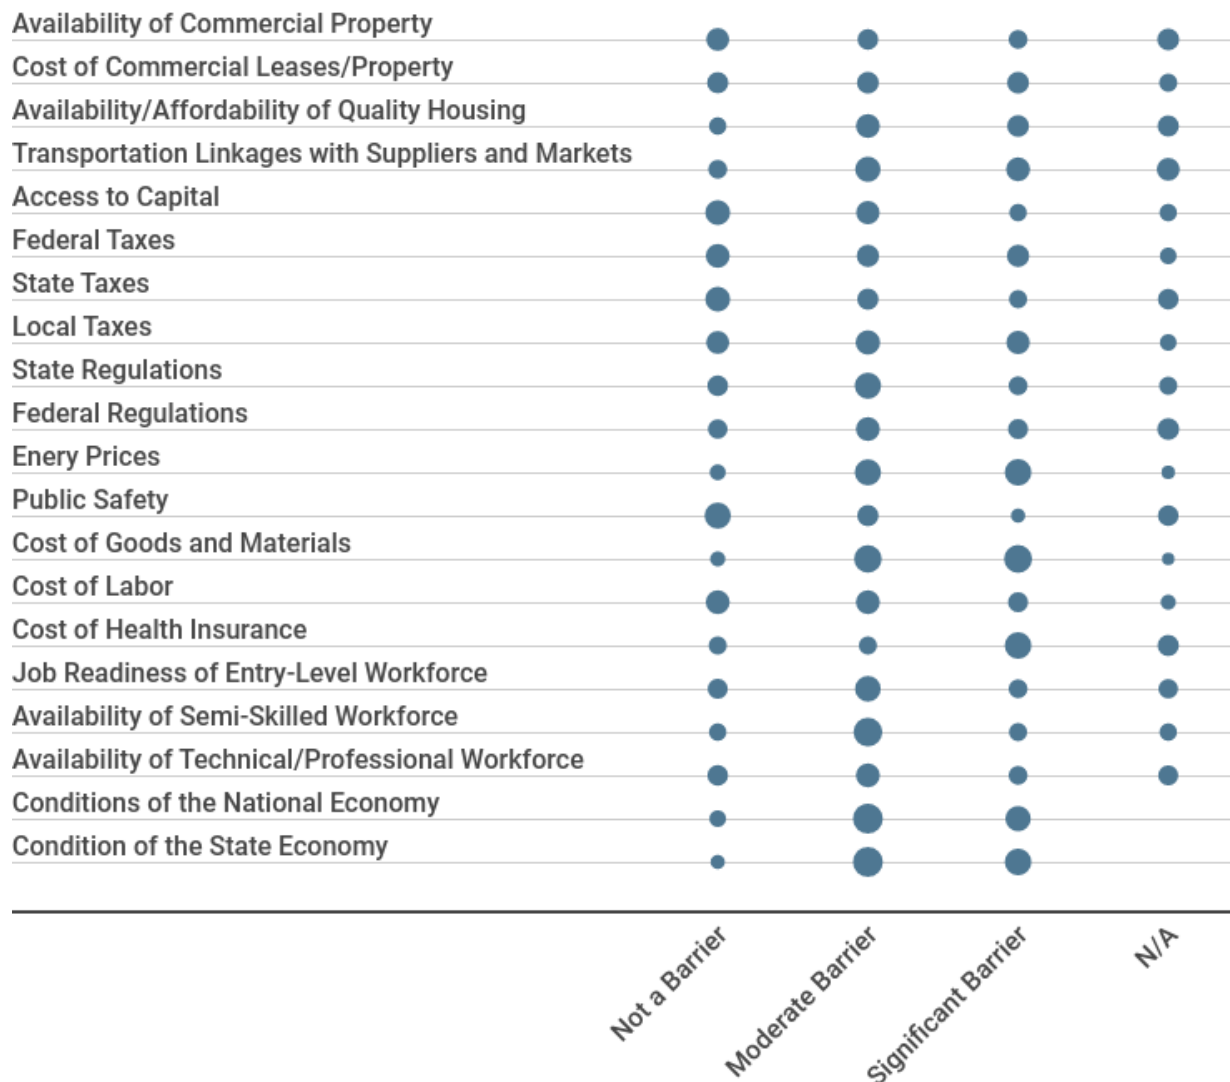 Availability of Commercial Property
Cost of Commercial Leases/Property
Availability/Affordability of Quality Housing
Transportation Linkages with Suppliers and Markets
Access to Capital
Federal Taxes
State Taxes
Local Taxes
State Regulations
Federal Regulations
Enery Prices
Public Safety
Cost of Goods and Materials
Cost of Labor
Cost of Health Insurance
Job Readiness of Entry-Level Workforce
Availability of Semi-Skilled Workforce
Availability of Technical/Professional Workforce
Conditions of the National Economy
Condition of the State Economy
Not a Barrier
Moderate Barrier
Significant Barrier
N/A